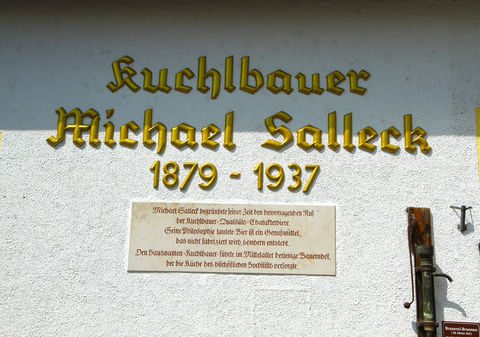 Kuchlbauer
Michael Salleck
1879 - 1937
Michael Salleck begründete seiner Zeit den hervorragenden Ruf
der Kuchlbauer-Qualitäts-Charakterbiere.
Seine Philosophie lautete Bier ist ein Genußmittel,
das nicht fabriziert wird, sondern entsteht.
Den Hausnamen-Kuchlbauer-führte im Mittelalter derjenige Bauernhof,
der die Küche des bischöflichen Hochstifts versorgte.
Brauerei-Brunnen